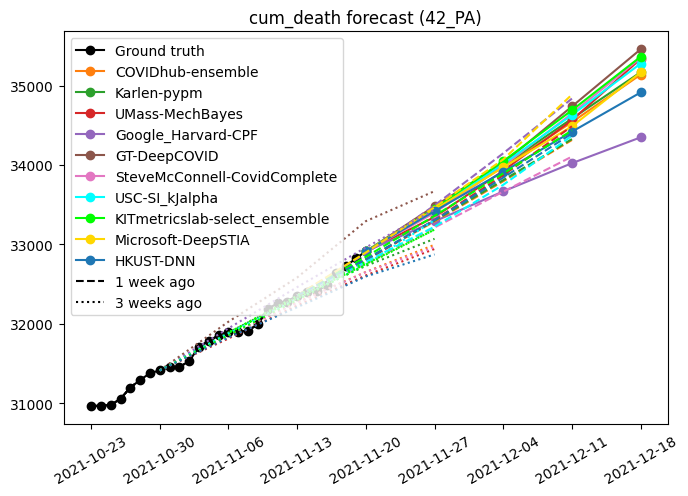 cum_death forecast (42_PA)
Ground truth
COVIDhub-ensemble
Karlen-pypm
UMass-MechBayes
Google_Harvard-CPF
GT-DeepCOVID
SteveMcConnell-CovidComplete
USC-SI_kJalpha
KITmetricslab-select_ensemble
Microsoft-DeepSTIA
HKUST-DNN
1 week ago
3 weeks ago
35000
34000
33000
32000
31000
2021-10-23
2021-10-30
2021-11-06
2021-11-13
2021-11-20
2021-11-27
2021-12-04
2021-12-11
2021-12-18